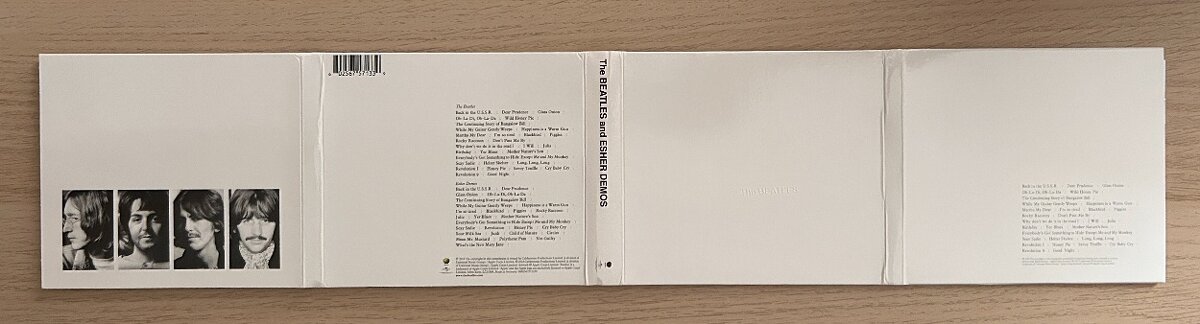 6 02567 57133
The Beatles
Back in the U.S.S.R. : Dear Prudence : Glass Onion :
Ob-La-Di, Ob-La-Da : Wild Honey Pie :
The Continuing Story of Bungalow Bill :
While My Guitar Gently Weeps : Happiness is a Warm Gun
Martha My Dear : I'm so tired : Blackbird : Piggies
Rocky Raccoon : Don't Pass Me By
Why don't we do it in the road? : I Will : Julia
Birthday : Yer Blues : Mother Nature's Son
Everybody's Got Something to Hide Except Me and My Monkey
Sexy Sadie : Helter Skelter : Long, Long, Long
Revolution 1 : Honey Pie : Savoy Truffle : Cry Baby Cry
Revolution 9 : Good Night.
Esher Demos
Back in the U.S.S.R. : Dear Prudence :
Glass Onion : Ob-La-Di, Ob-La-Da :
The Continuing Story of Bungalow Bill :
While My Guitar Gently Weeps : Happiness is a Warm Gun
I'm so tired : Blackbird : Piggies : Rocky Raccoon :
Julia : Yer Blues : Mother Nature's Son
Everybody's Got Something to Hide Except Me and My Monkey
Sexy Sadie : Revolution : Honey Pie : Cry Baby Cry
Sour Milk Sea : Junk : Child of Nature : Circles :
Mean Mr. Mustard : Polythene Pam : Not Guilty
What's the New Mary Jane
The BEATLES and ESHER DEMOS
The BEATLES
Back in the U.S.S.R. : Dear Prudence : Glass Onion :
Ob-La-Di, Ob-La-Da : Wild Honey Pie :
The Continuing Story of Bungalow Bill :
While My Guitar Gently Weeps : Happiness is a Warm Gun
Martha My Dear : I'm so tired : Blackbird : Piggies
Rocky Raccoon : Don't Pass Me By
Why don't we do it in the road? : I Will : Julia
Birthday : Yer Blues : Mother Nature's Son
Everybody's Got Something to Hide Except Me and My Monkey
Sexy Sadie : Helter Skelter : Long, Long, Long
Revolution 1 : Honey Pie : Savoy Truffle : Cry Baby Cry
Revolution 9 : Good Night.